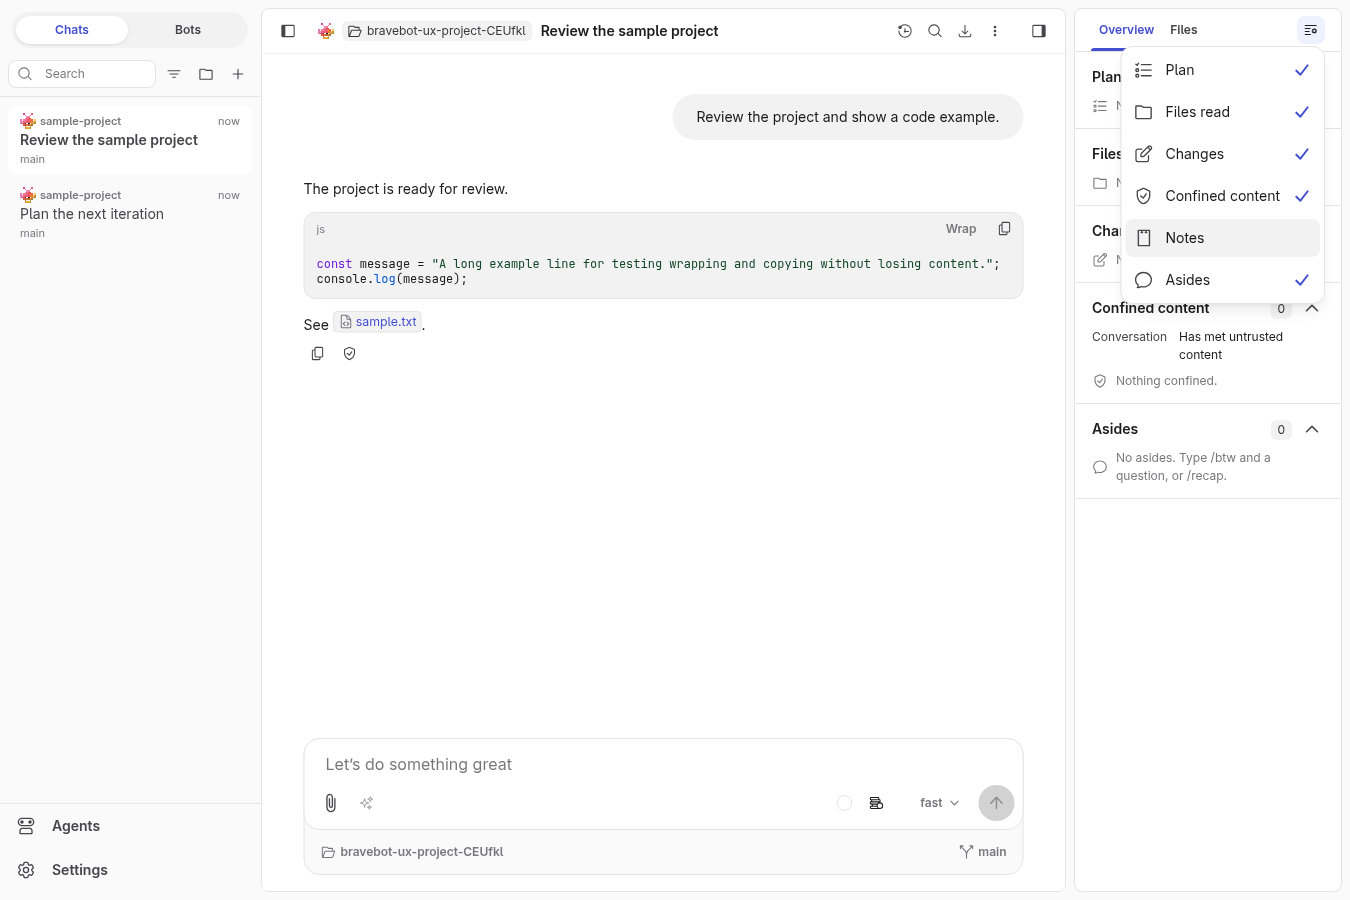 Chats
Bots
Search
sample-project
now
Review the sample project
main
sample-project
now
Plan the next iteration
main
Agents
Settings
bravebot-ux-project-CEUfkl
Review the sample project
Review the project and show a code example.
The project is ready for review.
js
Wrap
const message = "A long example line for testing wrapping and copying without losing content.";
console.log(message);
See sample.txt.
Let's do something great
fast
bravebot-ux-project-CEUfkl
main
Overview
Files
Plan
Files
Plan
Files read
Changes
Confined content
Notes
Asides
Confined content
0
Conversation
Has met untrusted
content
Nothing confined.
Asides
0
No asides. Type /btw and a
question, or /recap.